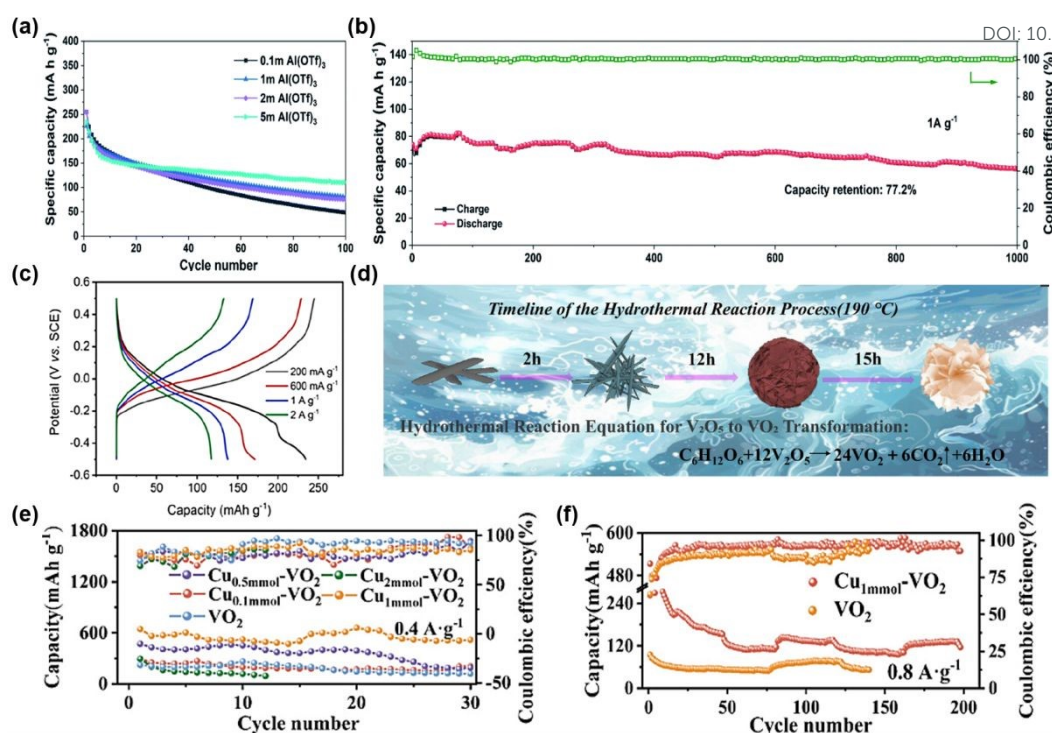 (a)
Specific capacity (mA h g⁻¹)
400
350
300
250
200
150
100
50
0
0 20 40 60 80 100
Cycle number
0.1m Al(OTf)₃
1m Al(OTf)₃
2m Al(OTf)₃
5m Al(OTf)₃
(b)
DOI: 10.
Specific capacity (mA h g⁻¹)
140
120
100
80
60
40
20
0
1A g⁻¹
Capacity retention: 77.2%
Charge
Discharge
0 200 400 600 800 1000
Cycle number
100
80
60
40
20
0
Coulombic efficiency (%)
(c)
Potential (V vs. SCE)
0.6
0.4
0.2
0.0
-0.2
-0.4
-0.6
200 mA g⁻¹
600 mA g⁻¹
1 A g⁻¹
2 A g⁻¹
0 50 100 150 200 250
Capacity (mAh g⁻¹)
(d)
Timeline of the Hydrothermal Reaction Process(190 °C)
2h 12h 15h
Hydrothermal Reaction Equation for V₂O₅ to VO₂ Transformation:
C₆H₁₂O₆+12V₂O₅→24VO₂ + 6CO₂↑+6H₂O
(e)
Capacity(mAh g⁻¹)
1800
1500
1200
900
600
300
0
Cu0.5mmol-VO₂ Cu2mmol-VO₂
Cu0.1mmol-VO₂ Cu1mmol-VO₂
VO₂
0.4 A·g⁻¹
0 10 20 30
Cycle number
100
50
0
-50
Coulombic effciency(%)
(f)
Capacity(mAh g⁻¹)
600
480
240
120
0
Cu1mmol-VO₂
VO₂
0.8 A·g⁻¹
0 50 100 150 200
Cycle number
100
75
50
25
0
Coulombic effciency(%)